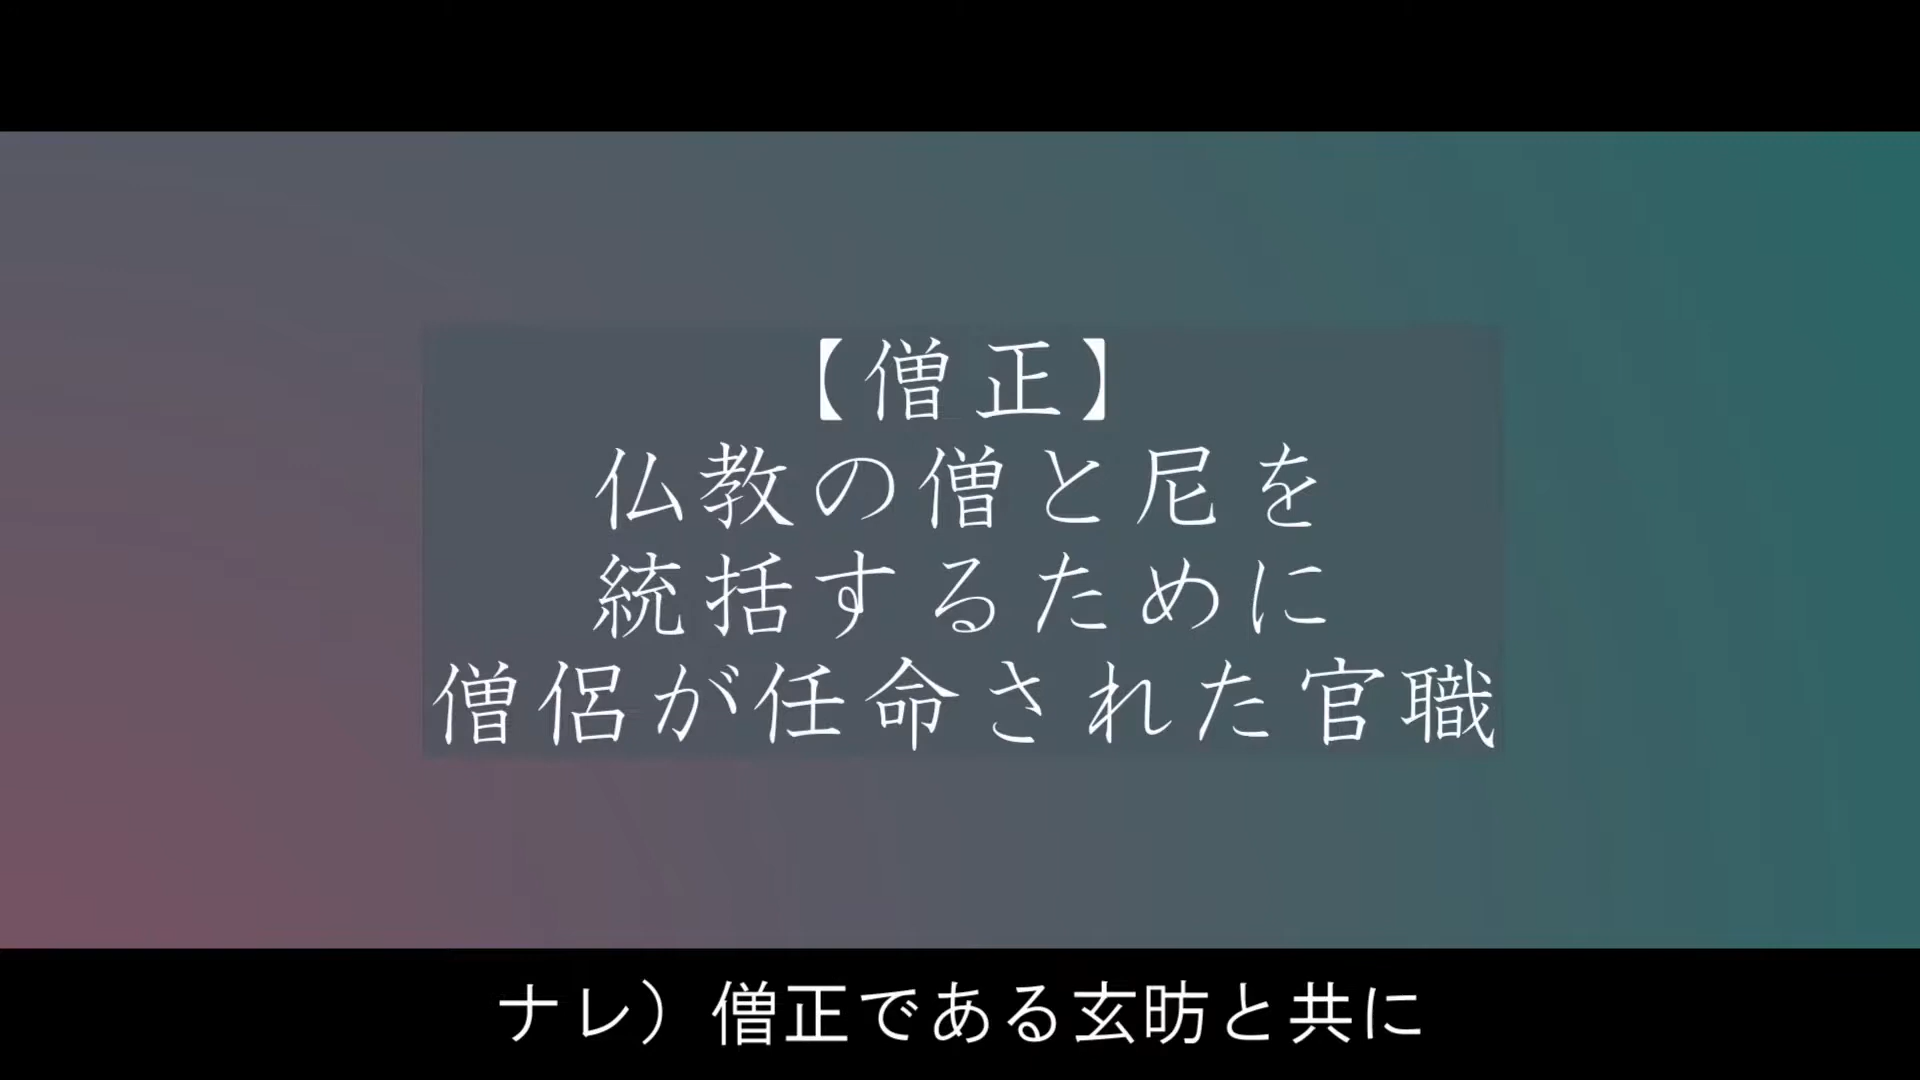 【僧正】
仏教の僧と尼を
統括するために
僧侶が任命された官職
ナレ）僧正である玄昉と共に